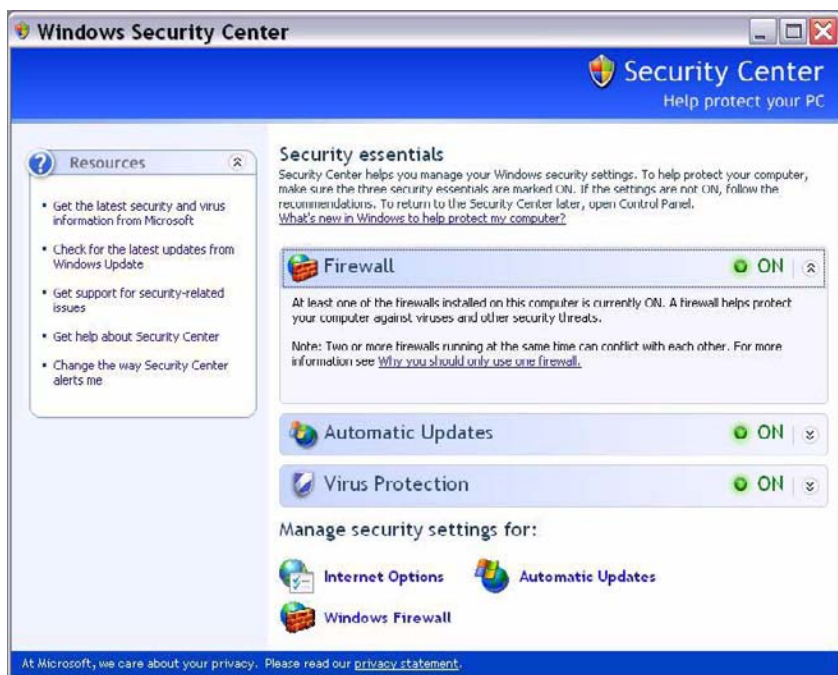 Windows Security Center
Security Center
Help protect your PC
Resources
• Get the latest security and virus
information from Microsoft
• Check for the latest updates from
Windows Update
• Get support for security-related
issues
• Get help about Security Center
• Change the way Security Center
alerts me
Security essentials
Security Center helps you manage your Windows security settings. To help protect your computer,
make sure the three security essentials are marked ON. If the settings are not ON, follow the
recommendations. To return to the Security Center later, open Control Panel.
What's new in Windows to help protect my computer?
Firewall ON
At least one of the firewalls installed on this computer is currently ON. A firewall helps protect
your computer against viruses and other security threats.
Note: Two or more firewalls running at the same time can conflict with each other. For more
information see Why you should only use one firewall.
Automatic Updates ON
Virus Protection ON
Manage security settings for:
Internet Options Automatic Updates
Windows Firewall
At Microsoft, we care about your privacy. Please read our privacy statement.